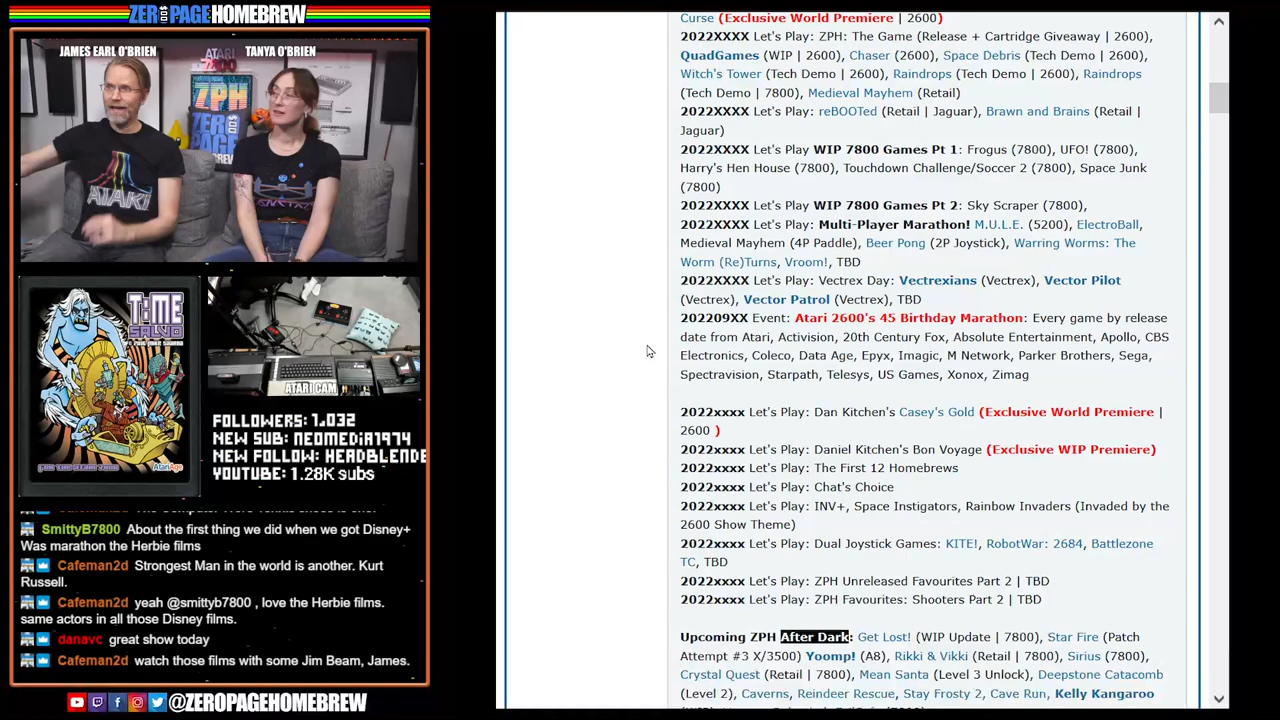 ZEROPAGEHOMEBREW
JAMES EARL O'BRIEN
TANYA O'BRIEN
ATARI
ZPH
ZERO
PAGE
ATARI
T:ME
SALVO
AtariAge
ATARI CAM
FOLLOWERS: 1,032
NEW SUB: NEOMEDIA1974
NEW FOLLOW: HEADBLENDE
YOUTUBE: 1.28K subs
SmittyB7800 About the first thing we did when we got Disney+
Was marathon the Herbie films
Cafeman2d Strongest Man in the world is another. Kurt
Russell.
Cafeman2d yeah @smittyb7800 , love the Herbie films.
same actors in all those Disney films.
danavc great show today
Cafeman2d watch those films with some Jim Beam, James.
@ZEROPAGEHOMEBREW
Curse (Exclusive World Premiere | 2600)
2022XXXX Let's Play: ZPH: The Game (Release + Cartridge Giveaway | 2600),
QuadGames (WIP | 2600), Chaser (2600), Space Debris (Tech Demo | 2600),
Witch's Tower (Tech Demo | 2600), Raindrops (Tech Demo | 2600), Raindrops
(Tech Demo | 7800), Medieval Mayhem (Retail)
2022XXXX Let's Play: reBOOTed (Retail | Jaguar), Brawn and Brains (Retail |
Jaguar)
2022XXXX Let's Play WIP 7800 Games Pt 1: Frogus (7800), UFO! (7800),
Harry's Hen House (7800), Touchdown Challenge/Soccer 2 (7800), Space Junk
(7800)
2022XXXX Let's Play WIP 7800 Games Pt 2: Sky Scraper (7800),
2022XXXX Let's Play: Multi-Player Marathon! M.U.L.E. (5200), ElectroBall,
Medieval Mayhem (4P Paddle), Beer Pong (2P Joystick), Warring Worms: The
Worm (Re)Turns, Vroom!, TBD
2022XXXX Let's Play: Vectrex Day: Vectrexians (Vectrex), Vector Pilot
(Vectrex), Vector Patrol (Vectrex), TBD
202209XX Event: Atari 2600's 45 Birthday Marathon: Every game by release
date from Atari, Activision, 20th Century Fox, Absolute Entertainment, Apollo, CBS
Electronics, Coleco, Data Age, Epyx, Imagic, M Network, Parker Brothers, Sega,
Spectravision, Starpath, Telesys, US Games, Xonox, Zimag
2022xxxx Let's Play: Dan Kitchen's Casey's Gold (Exclusive World Premiere |
2600 )
2022xxxx Let's Play: Daniel Kitchen's Bon Voyage (Exclusive WIP Premiere)
2022xxxx Let's Play: The First 12 Homebrews
2022xxxx Let's Play: Chat's Choice
2022xxxx Let's Play: INV+, Space Instigators, Rainbow Invaders (Invaded by the
2600 Show Theme)
2022xxxx Let's Play: Dual Joystick Games: KITE!, RobotWar: 2684, Battlezone
TC, TBD
2022xxxx Let's Play: ZPH Unreleased Favourites Part 2 | TBD
2022xxxx Let's Play: ZPH Favourites: Shooters Part 2 | TBD
Upcoming ZPH After Dark: Get Lost! (WIP Update | 7800), Star Fire (Patch
Attempt #3 X/3500) Yoomp! (A8), Rikki & Vikki (Retail | 7800), Sirius (7800),
Crystal Quest (Retail | 7800), Mean Santa (Level 3 Unlock), Deepstone Catacomb
(Level 2), Caverns, Reindeer Rescue, Stay Frosty 2, Cave Run, Kelly Kangaroo